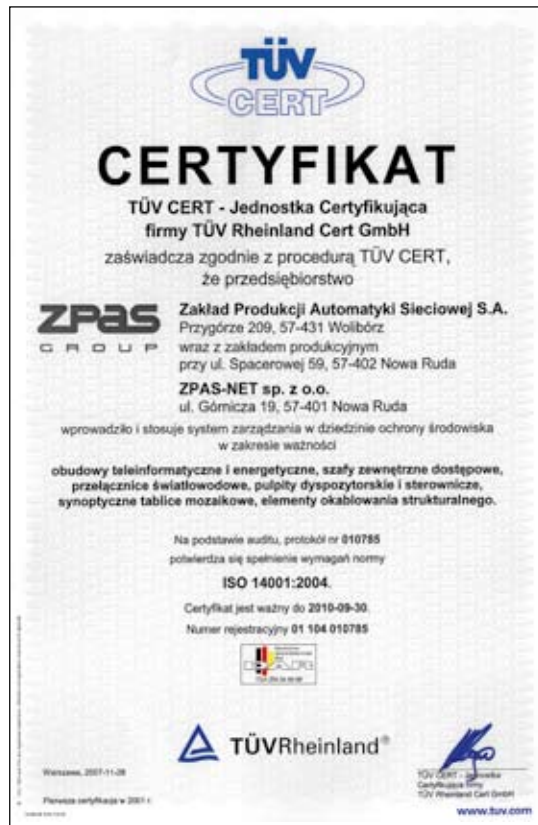 TÜV
CERT
CERTYFIKAT
TÜV CERT - Jednostka Certyfikująca
firmy TÜV Rheinland Cert GmbH
zaświadcza zgodnie z procedurą TÜV CERT,
że przedsiębiorstwo
ZPAS
GROUP
Zakład Produkcji Automatyki Sieciowej S.A.
Przygórze 209, 57-431 Wolibórz
wraz z zakładem produkcyjnym
przy ul. Spacerowej 59, 57-402 Nowa Ruda
ZPAS-NET sp. z o.o.
ul. Górnicza 19, 57-401 Nowa Ruda
wprowadziło i stosuje system zarządzania w dziedzinie ochrony środowiska
w zakresie ważności
obudowy teleinformatyczne i energetyczne, szafy zewnętrzne dostępowe,
przełącznice światłowodowe, pulpity dyspozytorskie i sterownicze,
synoptyczne tablice mozaikowe, elementy okablowania strukturalnego.
Na podstawie auditu, protokół nr 010785
potwierdza się spełnienie wymagań normy
ISO 14001:2004.
Certyfikat jest ważny do 2010-09-30.
Numer rejestracyjny 01 104 010785
TÜVRheinland®
Warszawa, 2007-11-28
Pierwsza certyfikacja w 2001 r.
TÜV CERT - Jednostka
Certyfikująca firmy
TÜV Rheinland Cert GmbH
www.tuv.com